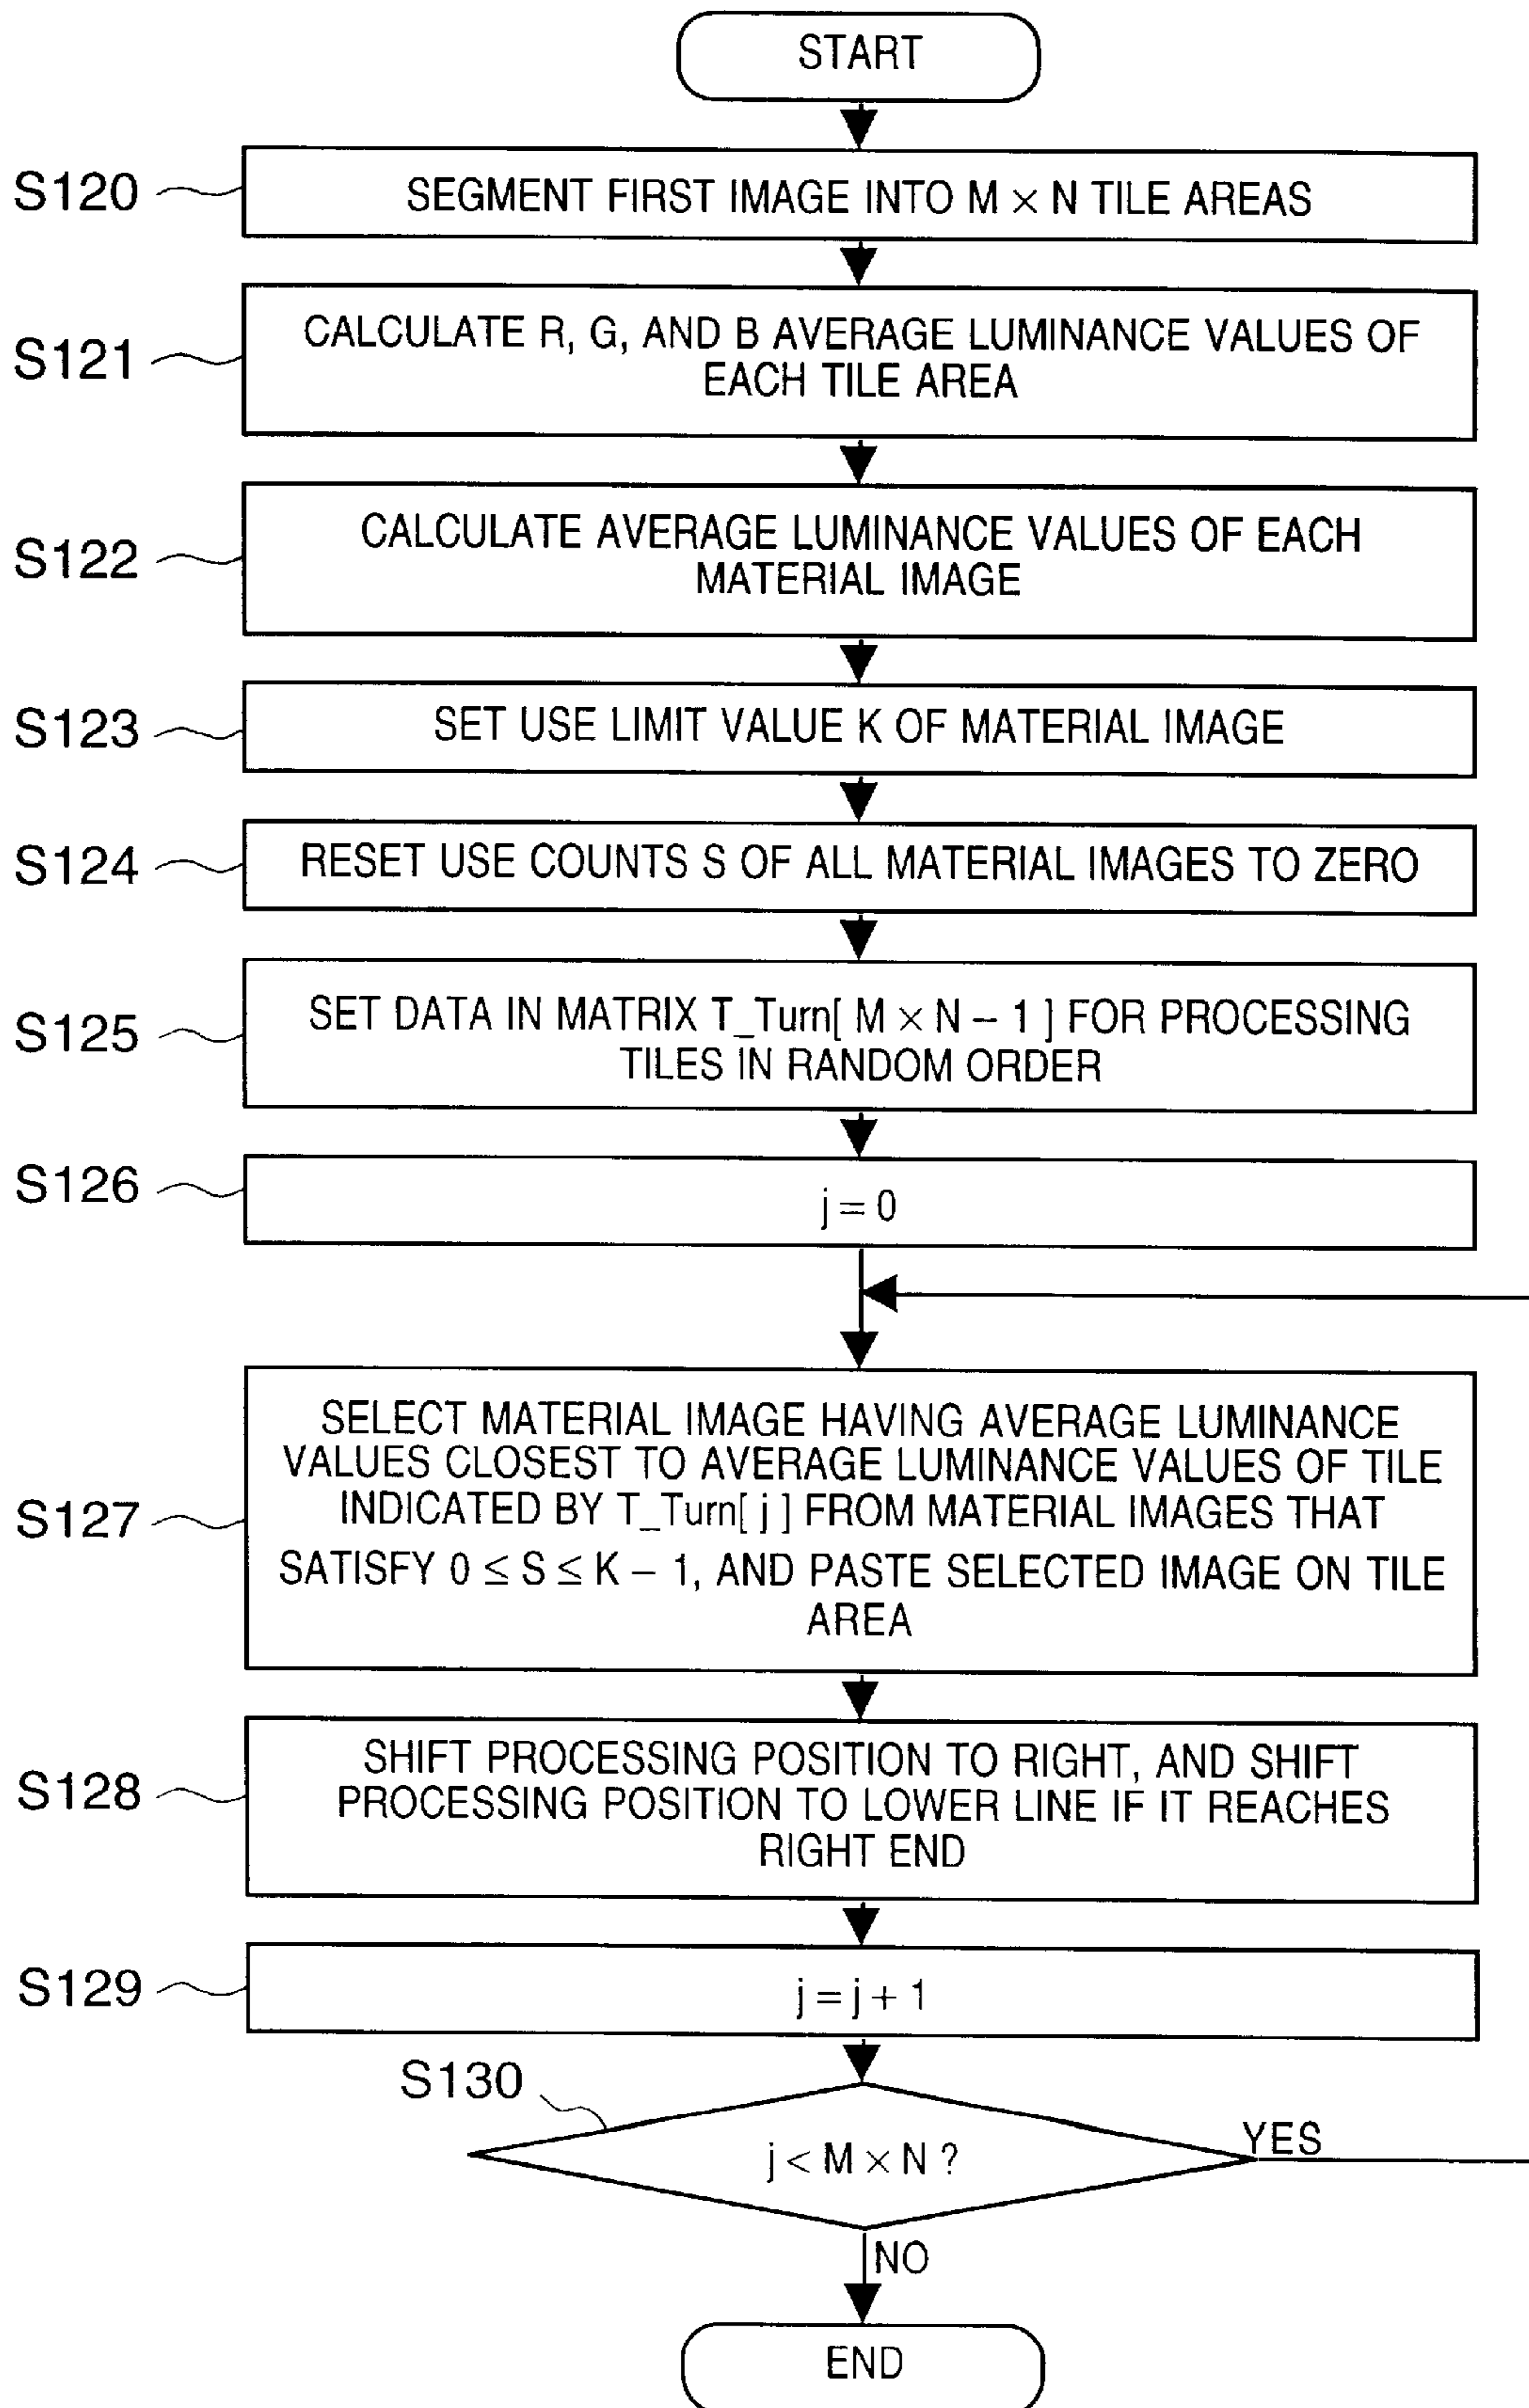 START
S120
SEGMENT FIRST IMAGE INTO M × N TILE AREAS
S121
CALCULATE R, G, AND B AVERAGE LUMINANCE VALUES OF
EACH TILE AREA
S122
CALCULATE AVERAGE LUMINANCE VALUES OF EACH
MATERIAL IMAGE
S123
SET USE LIMIT VALUE K OF MATERIAL IMAGE
S124
RESET USE COUNTS S OF ALL MATERIAL IMAGES TO ZERO
S125
SET DATA IN MATRIX T_Turn[ M × N – 1 ] FOR PROCESSING
TILES IN RANDOM ORDER
S126
j = 0
S127
SELECT MATERIAL IMAGE HAVING AVERAGE LUMINANCE
VALUES CLOSEST TO AVERAGE LUMINANCE VALUES OF TILE
INDICATED BY T_Turn[ j ] FROM MATERIAL IMAGES THAT
SATISFY 0 ≤ S ≤ K – 1, AND PASTE SELECTED IMAGE ON TILE
AREA
S128
SHIFT PROCESSING POSITION TO RIGHT, AND SHIFT
PROCESSING POSITION TO LOWER LINE IF IT REACHES
RIGHT END
S129
j = j + 1
S130
j < M × N ?
YES
NO
END